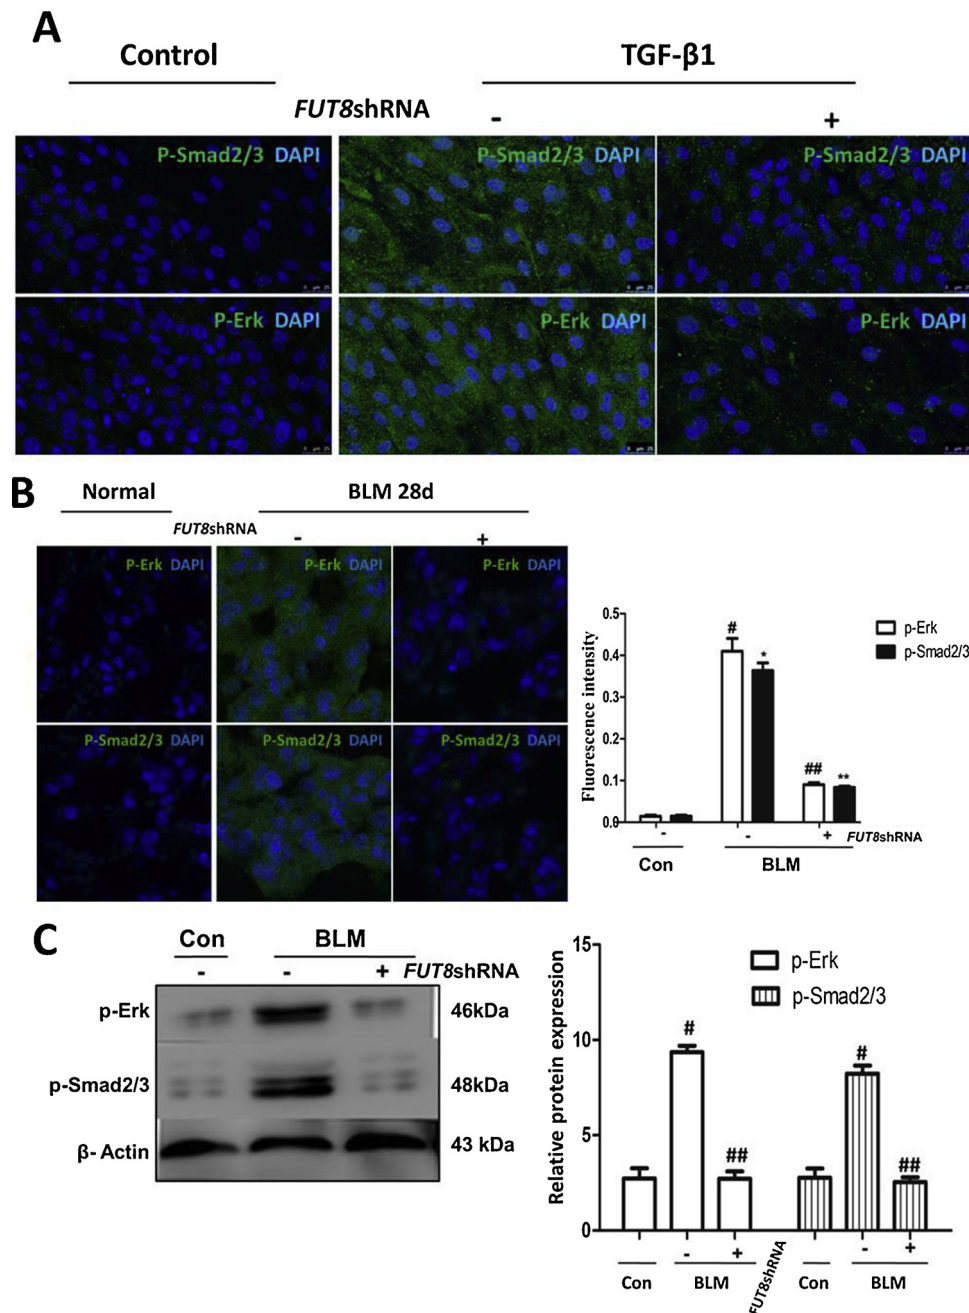 A
Control
TGF-β1
FUT8shRNA
-
+
P-Smad2/3 DAPI
P-Smad2/3 DAPI
P-Smad2/3 DAPI
P-Erk DAPI
P-Erk DAPI
P-Erk DAPI
B
Normal
BLM 28d
FUT8shRNA
-
+
P-Erk DAPI
P-Erk DAPI
P-Erk DAPI
P-Smad2/3 DAPI
P-Smad2/3 DAPI
P-Smad2/3 DAPI
Fluorescence intensity
0.5
0.4
0.3
0.2
0.1
0.0
#
*
##
**
p-Erk
p-Smad2/3
-
-
+
FUT8shRNA
Con
BLM
C
Con
BLM
-
-
+
FUT8shRNA
p-Erk
46kDa
p-Smad2/3
48kDa
β- Actin
43 kDa
Relative protein expression
15
10
5
0
p-Erk
p-Smad2/3
#
##
#
##
-
+
FUT8shRNA
-
+
Con
BLM
Con
BLM